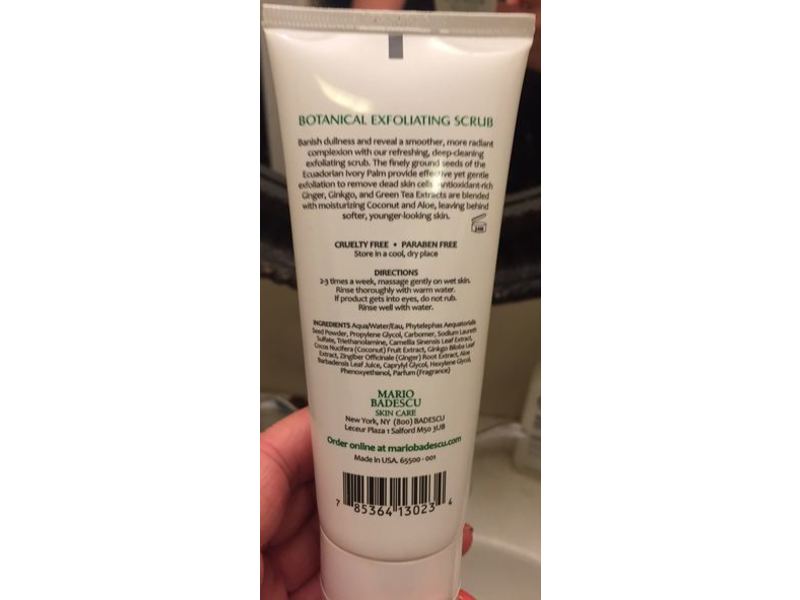 BOTANICAL EXFOLIATING SCRUB
Banish dullness and reveal a smoother, more radiant
complexion with our refreshing, deep-cleaning
exfoliating scrub. The finely ground seeds of the
Ecuadorian Ivory Palm provide effective yet gentle
exfoliation to remove dead skin cells. Antioxidant-rich
Ginger, Ginkgo, and Green Tea Extracts are blended
with moisturizing Coconut and Aloe, leaving behind
softer, younger-looking skin.
24M
CRUELTY FREE • PARABEN FREE
Store in a cool, dry place
DIRECTIONS
2-3 times a week, massage gently on wet skin.
Rinse thoroughly with warm water.
If product gets into eyes, do not rub.
Rinse well with water.
INGREDIENTS Aqua/Water/Eau, Phytelephas Aequatorialis
Seed Powder, Propylene Glycol, Carbomer, Sodium Laureth
Sulfate, Triethanolamine, Camellia Sinensis Leaf Extract,
Cocos Nucifera (Coconut) Fruit Extract, Ginkgo Biloba Leaf
Extract, Zingiber Officinale (Ginger) Root Extract, Aloe
Barbadensis Leaf Juice, Caprylyl Glycol, Hexylene Glycol,
Phenoxyethanol, Parfum (Fragrance)
MARIO
BADESCU
SKIN CARE
New York, NY (800) BADESCU
Leceur Plaza 1 Salford M50 3UB
Order online at mariobadescu.com
Made in USA. 65500-001
7 85364 13023 4